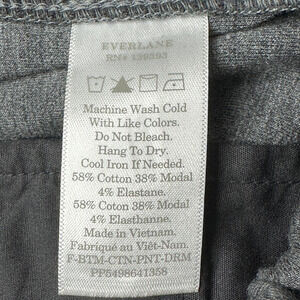 EVERLANE
RN# 139393
Machine Wash Cold
With Like Colors.
Do Not Bleach.
Hang To Dry.
Cool Iron If Needed.
58% Cotton 38% Modal
4% Elastane.
58% Coton 38% Modal
4% Elasthanne.
Made in Vietnam.
Fabriqué au Viêt-Nam.
F-BTM-CTN-PNT-DRM
PP5498641358